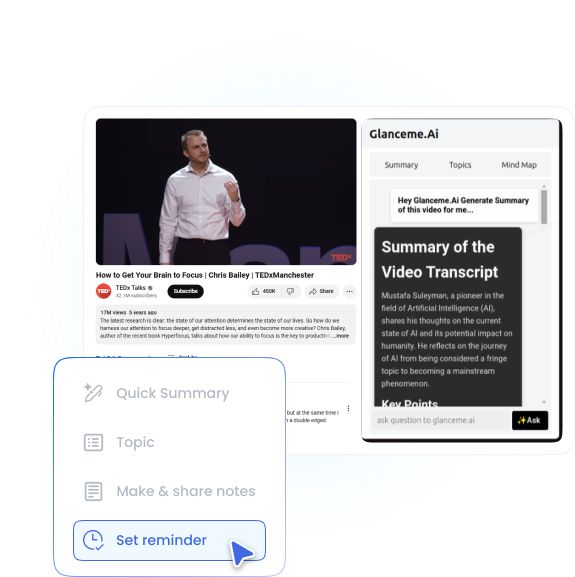 Glanceme.Ai
Summary
Topics
Mind Map
Hey Glanceme.Ai Generate Summary
of this video for me...
Summary of the
Video Transcript
Mustafa Suleyman, a pioneer in the
field of Artificial Intelligence (AI),
shares his thoughts on the current
state of AI and its potential impact on
humanity. He reflects on the journey
of AI from being considered a fringe
topic to becoming a mainstream
phenomenon.
Key Points
ask question to glanceme.ai
✨Ask
TEDx
How to Get Your Brain to Focus | Chris Bailey | TEDxManchester
TED
TEDx Talks
42.1M subscribers
Subscribe
450K
Share
17M views 5 years ago
The latest research is clear: the state of our attention determines the state of our lives. So how do we
harness our attention to focus deeper, get distracted less, and even become more creative? Chris Bailey,
author of the recent book Hyperfocus, talks about how our ability to focus is the key to producti ...more
but at the same time I
n a double edged
Quick Summary
Topic
Make & share notes
Set reminder